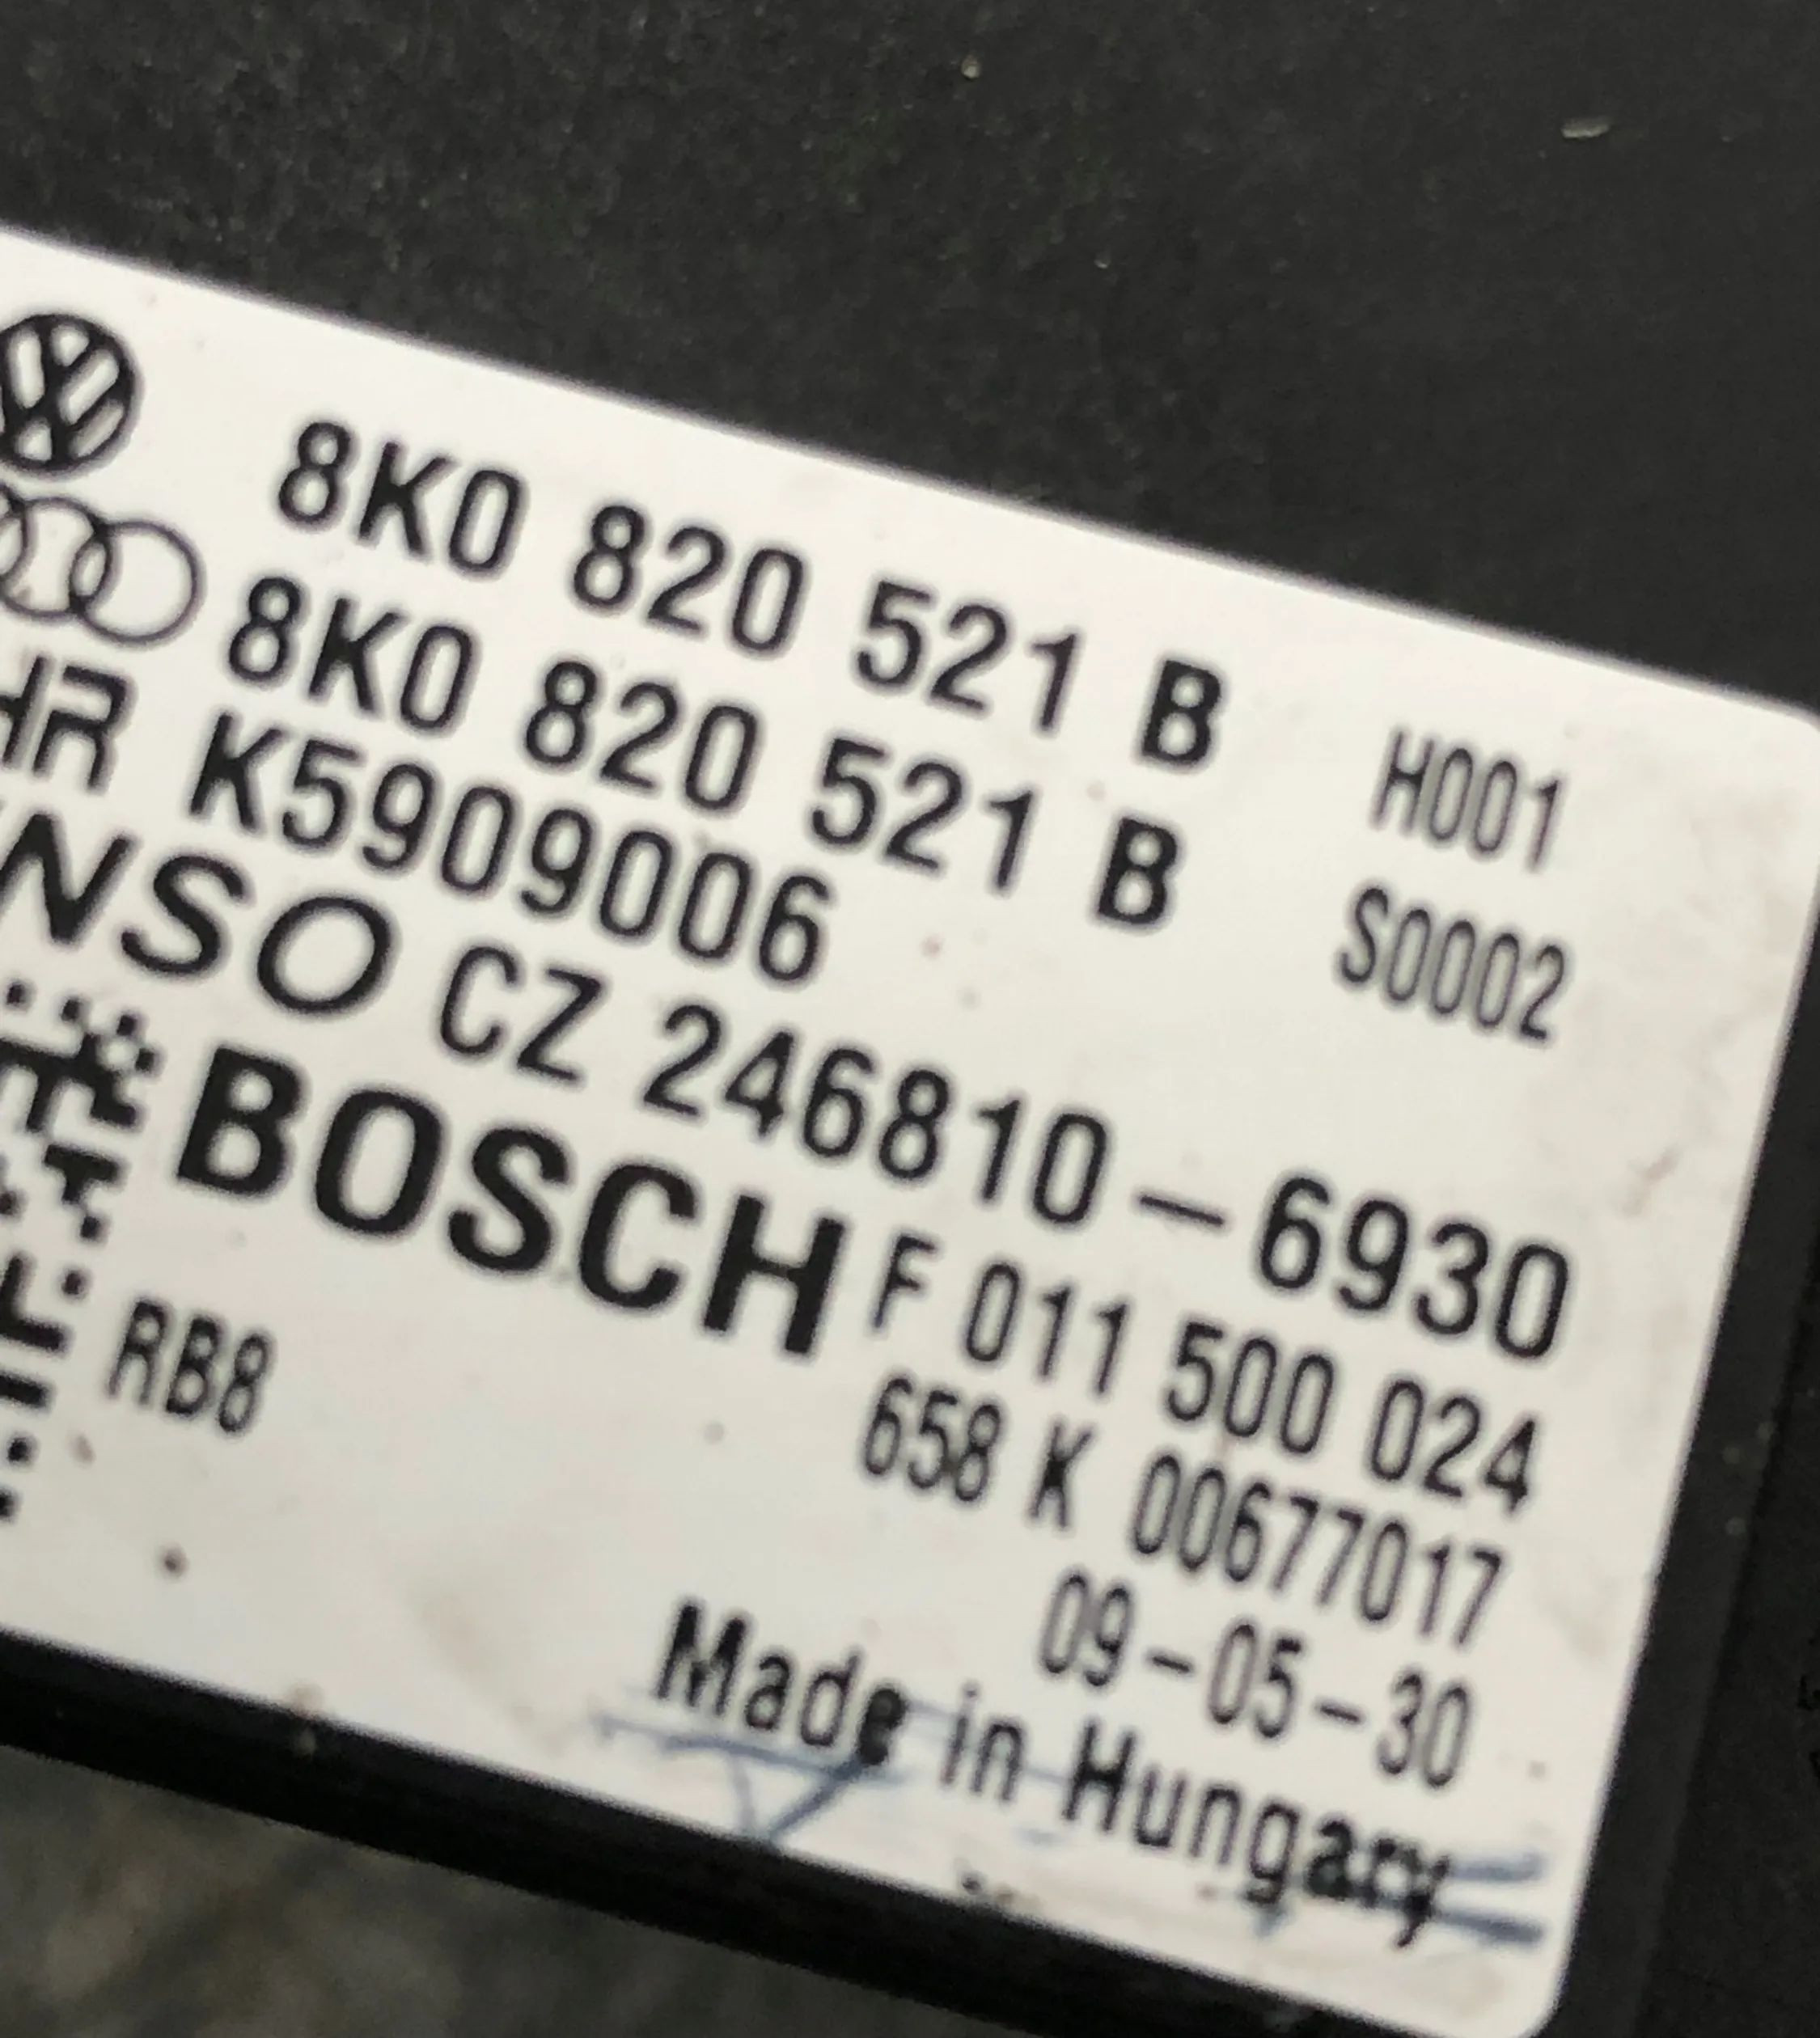 8K0 820 521 B H001
8K0 820 521 B S0002
HR K5909006
NSO CZ 246810-6930
BOSCH F 011 500 024
RB8 658 K 00677017
09-05-30
Made in Hungary